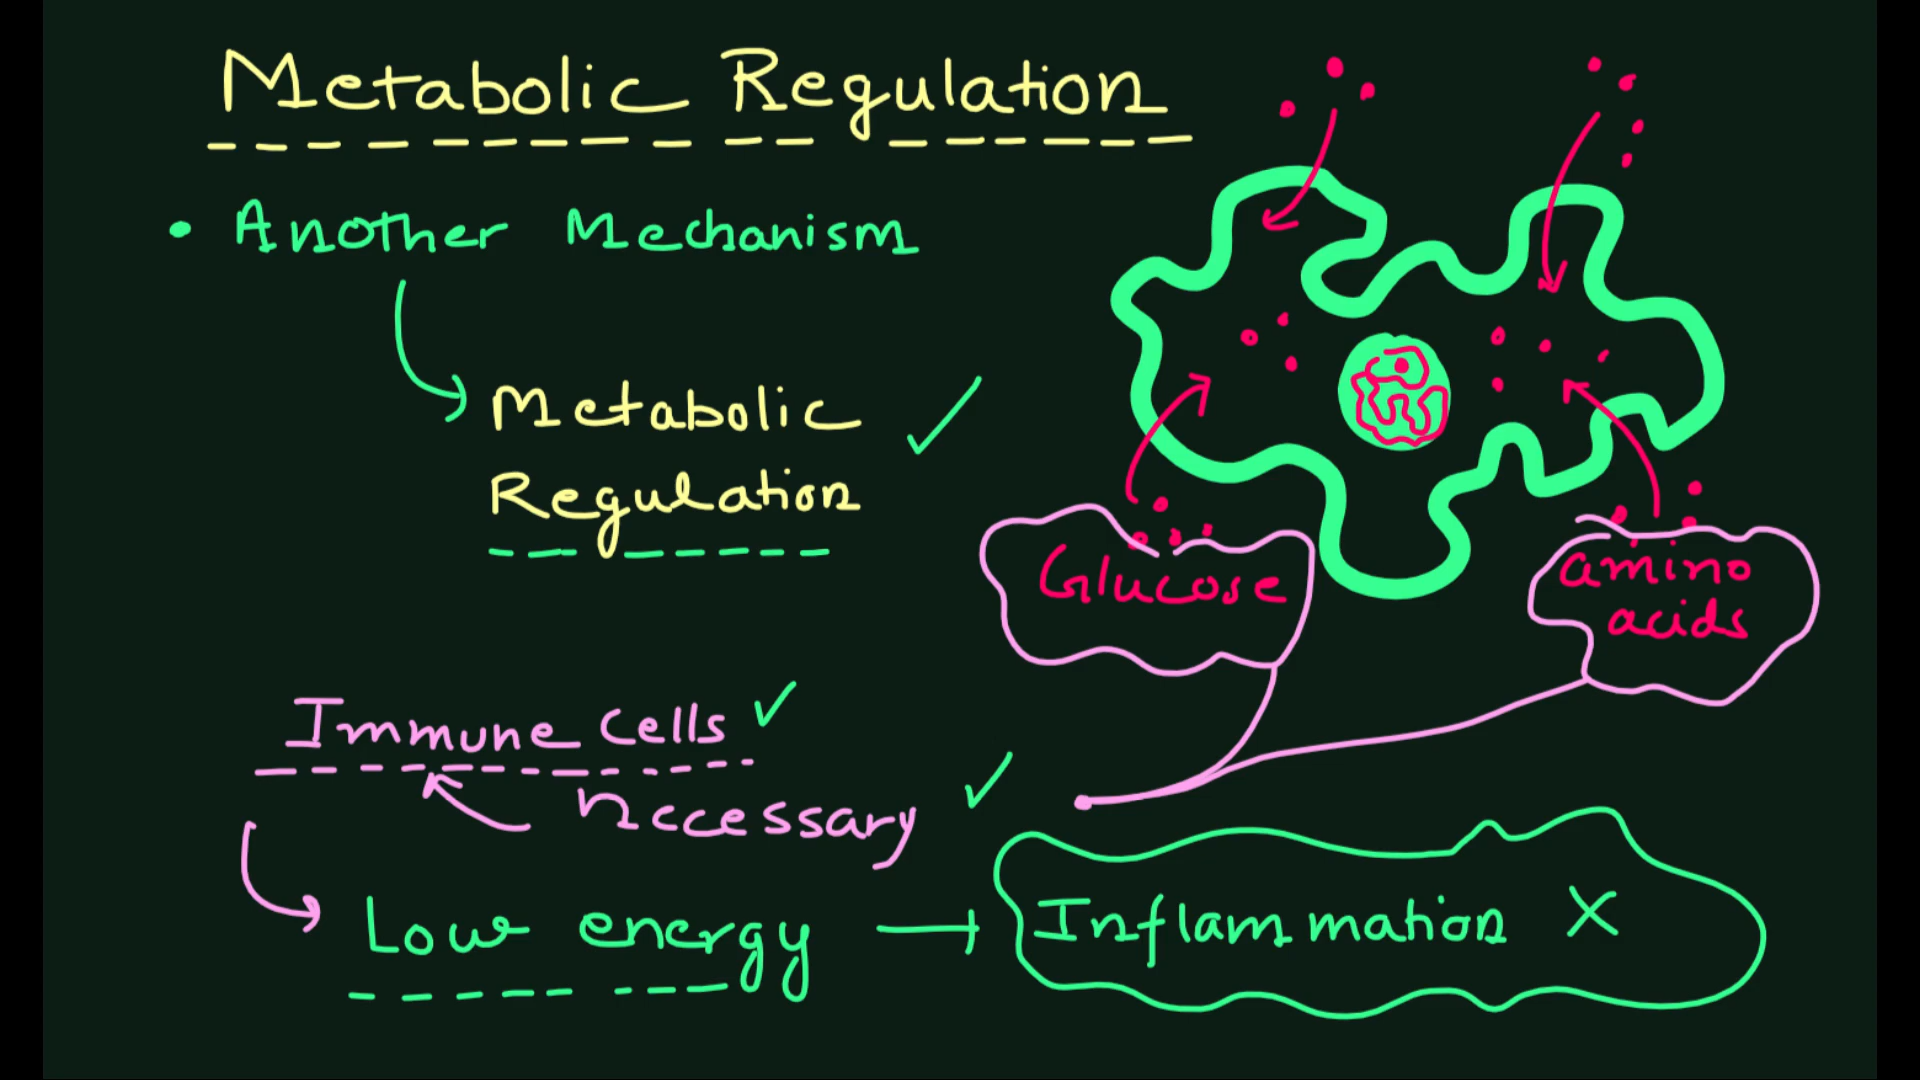 Metabolic Regulation
• Another Mechanism
Metabolic
Regulation
Glucose
amino
acids
Immune cells
necessary
Low energy
Inflammation X